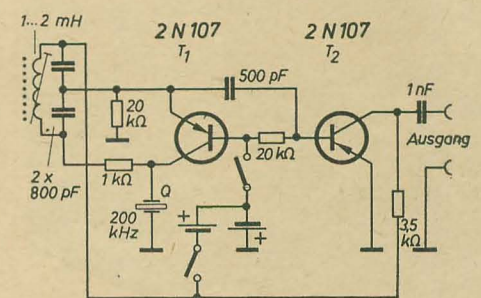 1...2 mH
2 N 107
T₁
2 N 107
T₂
500 pF
1 nF
20
kΩ
20 kΩ
Ausgang
2 x
800 pF
1 kΩ
Q
200
kHz
+
+
3,5
kΩ